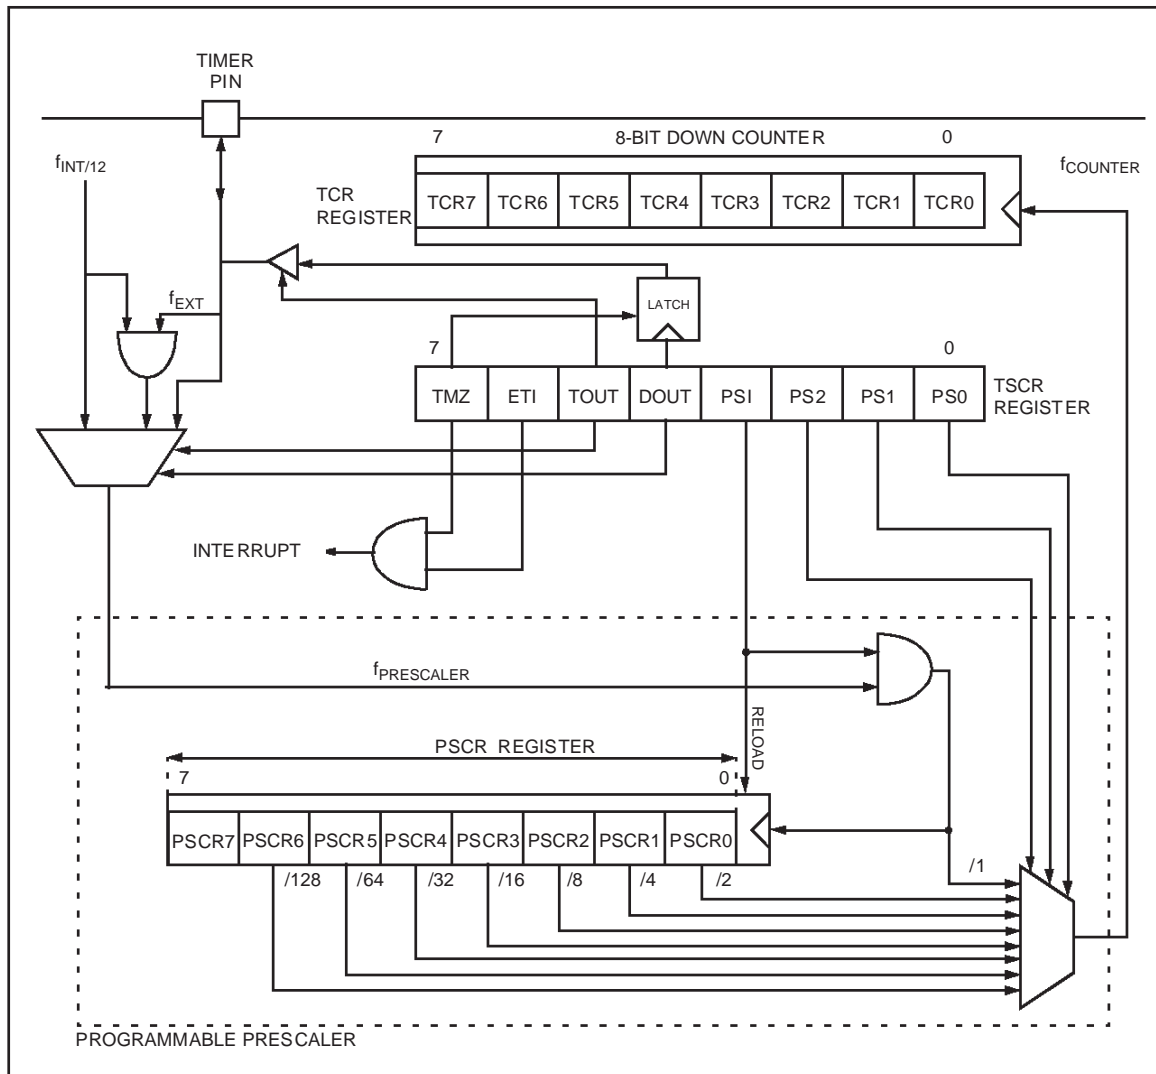 TIMER
PIN
7 8-BIT DOWN COUNTER 0
fINT/12
fCOUNTER
TCR
REGISTER
TCR7 TCR6 TCR5 TCR4 TCR3 TCR2 TCR1 TCR0
fEXT
LATCH
7 0
TMZ ETI TOUT DOUT PSI PS2 PS1 PS0
TSCR
REGISTER
INTERRUPT
fPRESCALER
RELOAD
PSCR REGISTER
7 0
PSCR7 PSCR6 PSCR5 PSCR4 PSCR3 PSCR2 PSCR1 PSCR0
/128 /64 /32 /16 /8 /4 /2 /1
PROGRAMMABLE PRESCALER